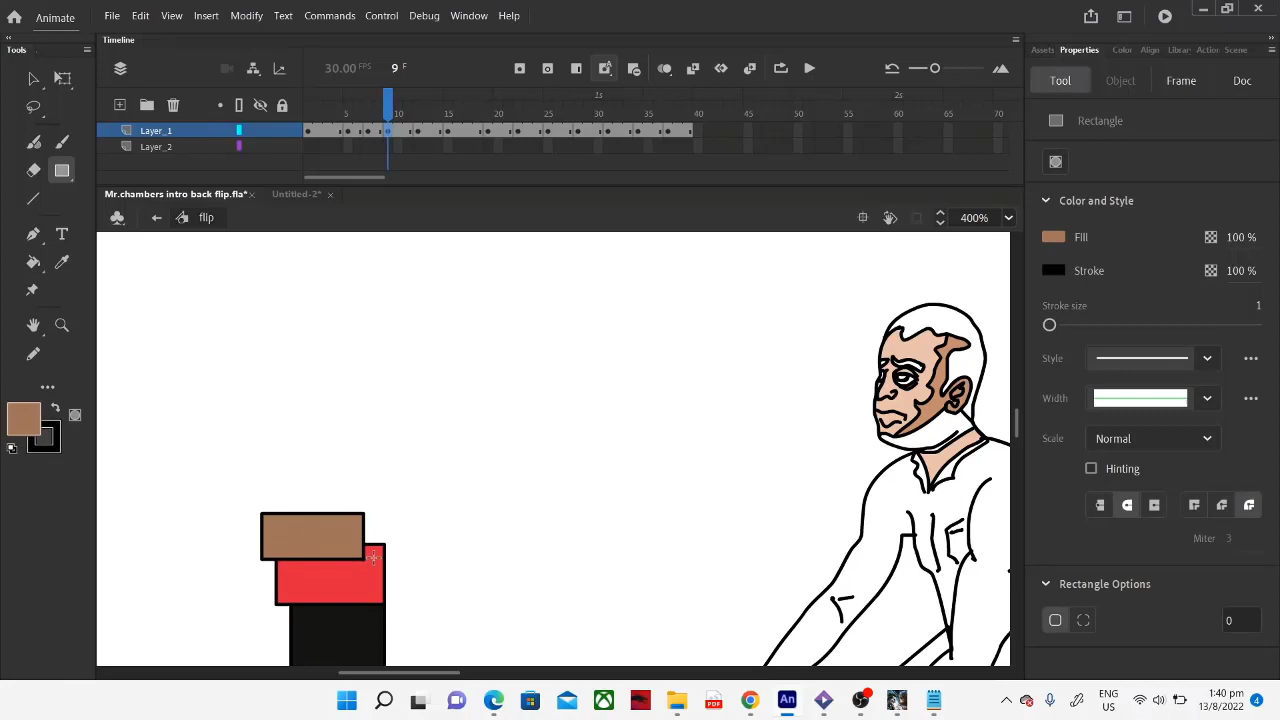 Animate File Edit View Insert Modify Text Commands Control Debug Window Help
Tools
Timeline
Assets Properties Color Align Librar Action Scene
30.00 FPS 9 F
Tool Object Frame Doc
1s 2s
5 10 15 20 25 30 35 40 45 50 55 60 65 70
Layer_1
Layer_2
Rectangle
Mr.chambers intro back flip.fla* Untitled-2*
flip 400%
Color and Style
Fill 100 %
Stroke 100 %
Stroke size 1
Style
Width
Scale Normal
Hinting
Miter 3
Rectangle Options
0
An PDF
ENG
US
1:40 pm
13/8/2022
4